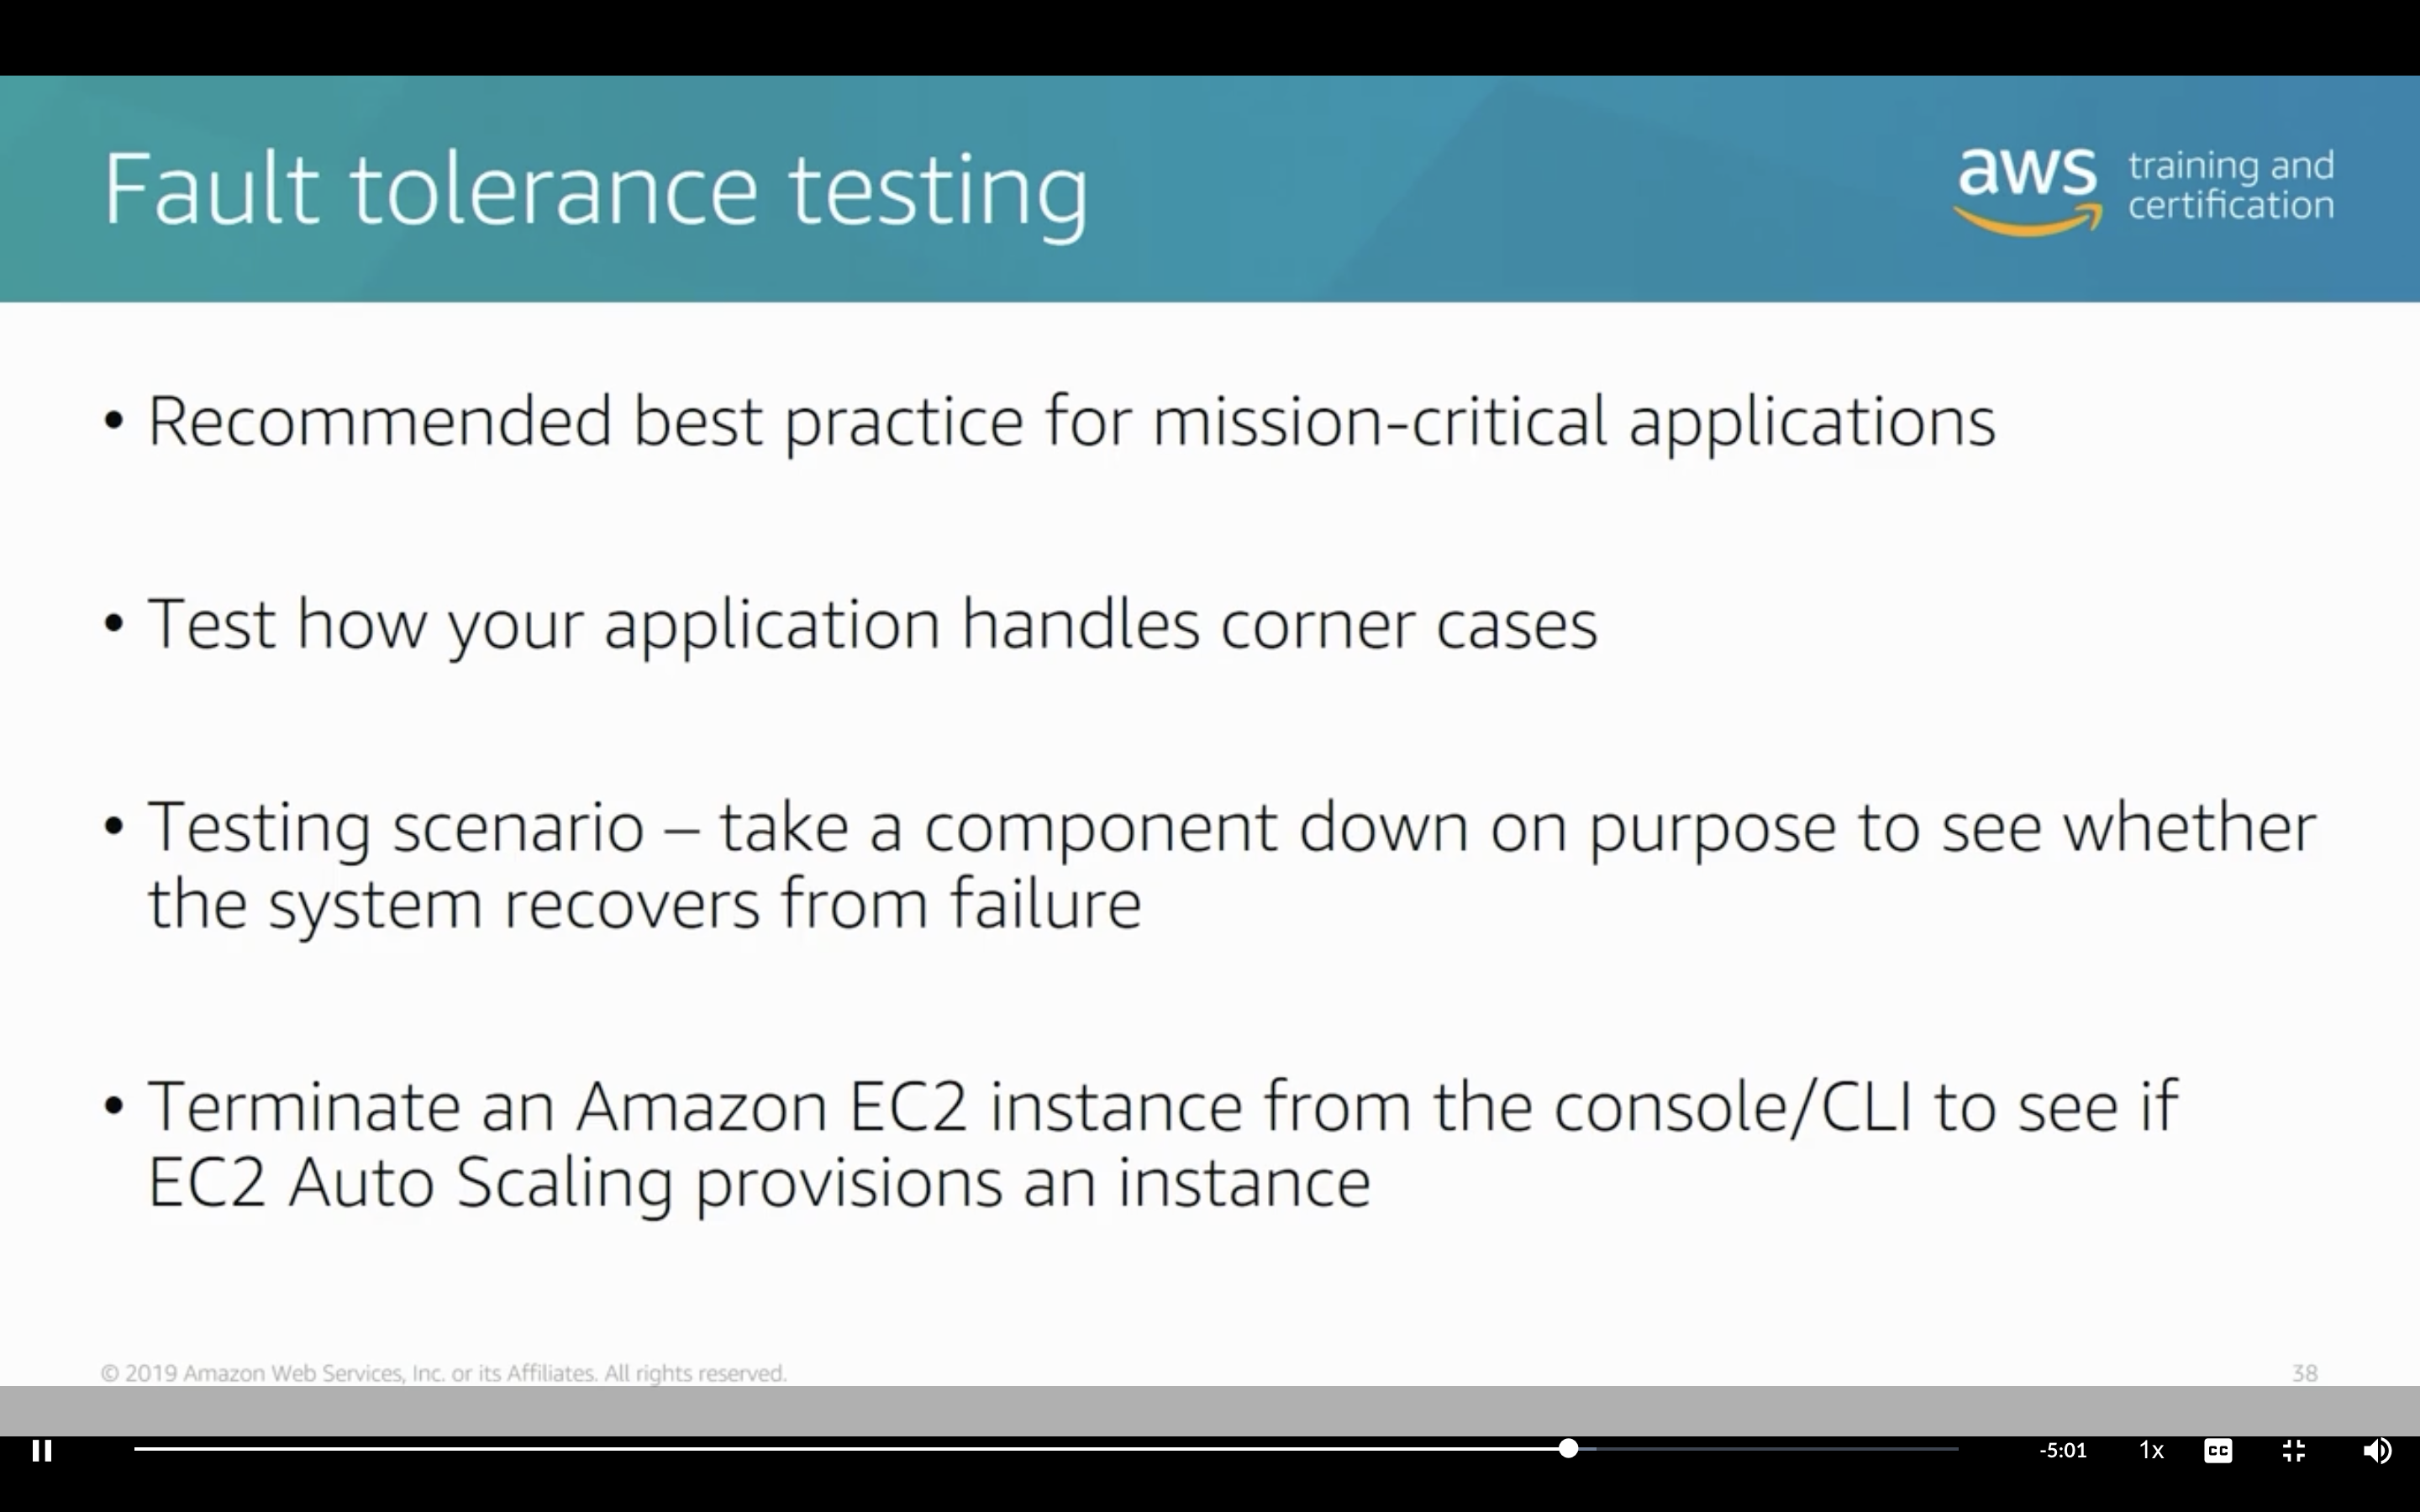 Fault tolerance testing
aws training and
certification
• Recommended best practice for mission-critical applications
• Test how your application handles corner cases
• Testing scenario – take a component down on purpose to see whether
the system recovers from failure
• Terminate an Amazon EC2 instance from the console/CLI to see if
EC2 Auto Scaling provisions an instance
© 2019 Amazon Web Services, Inc. or its Affiliates. All rights reserved.
38
-5:01
1x
CC